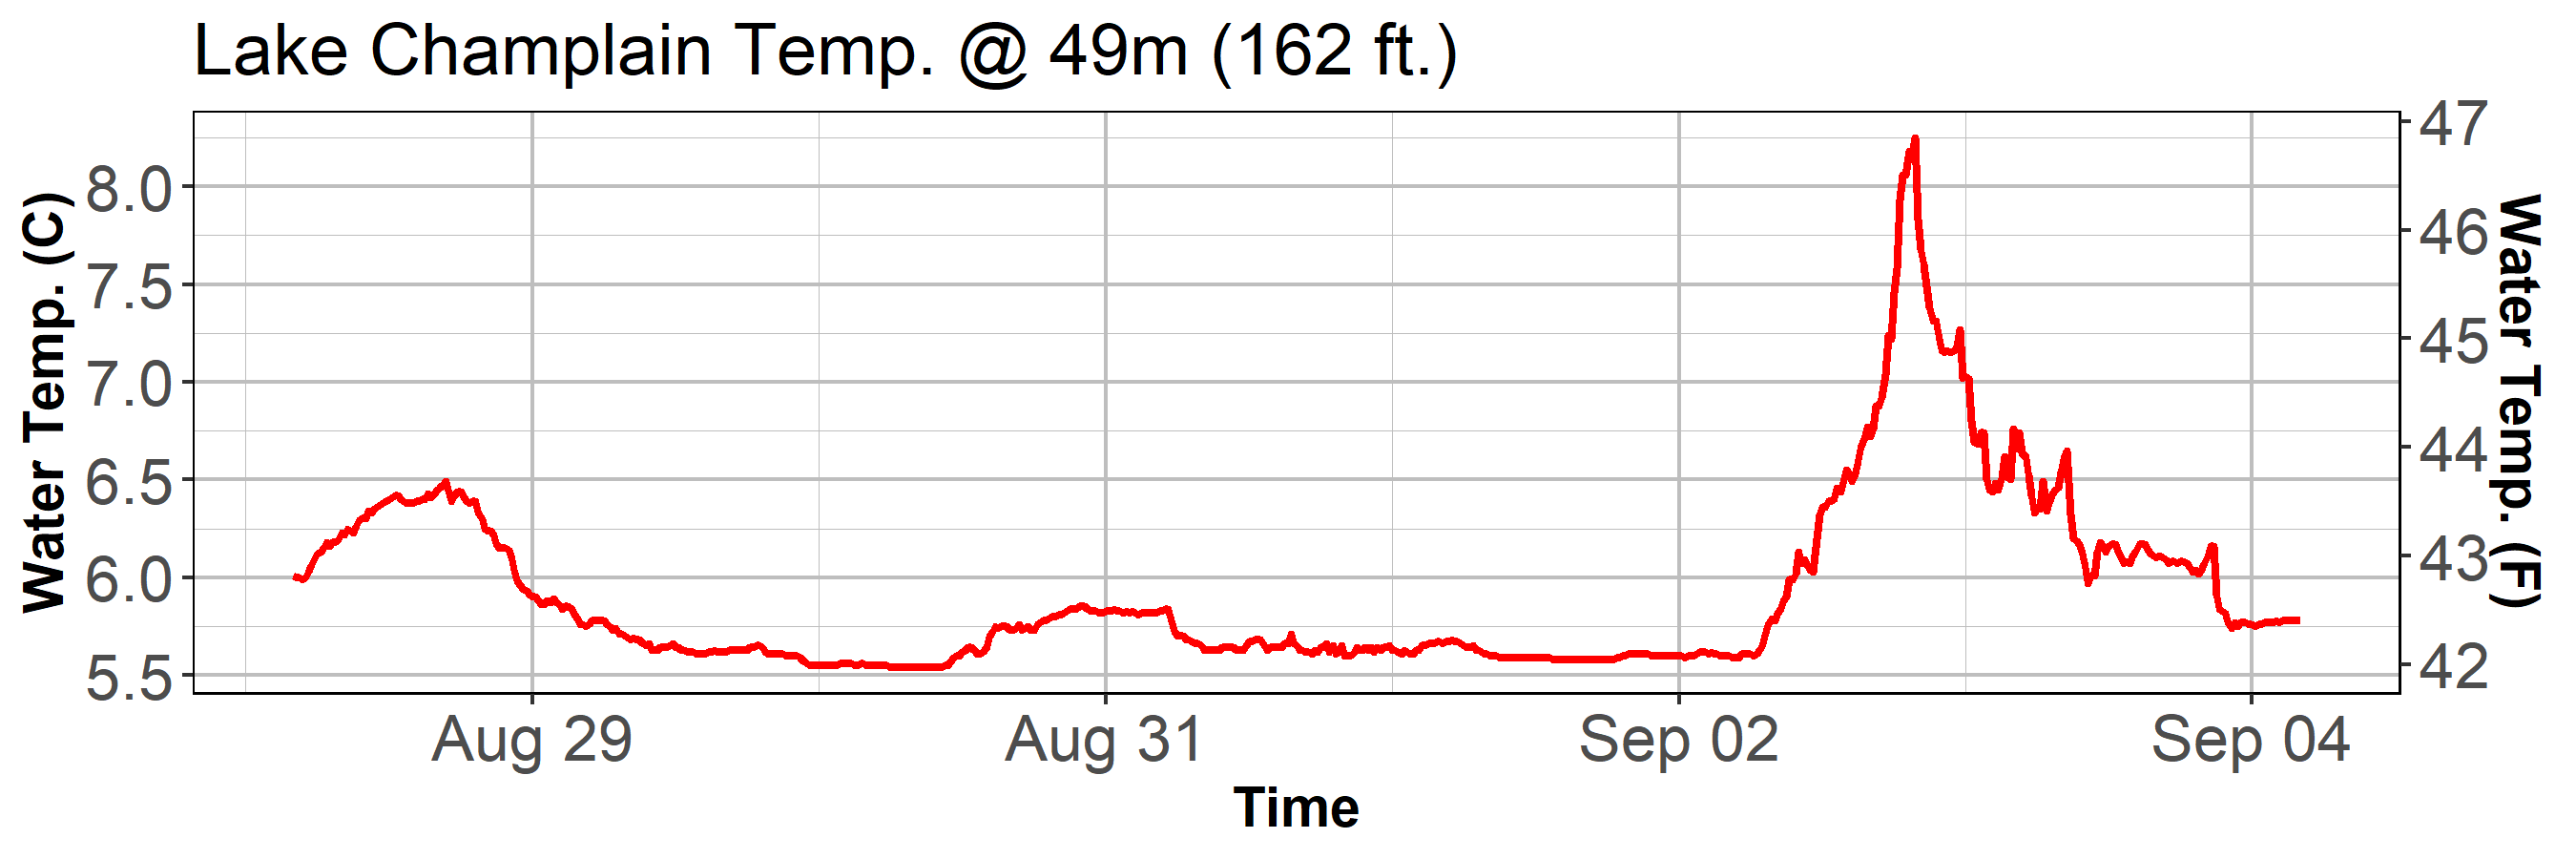 Lake Champlain Temp. @ 49m (162 ft.)
Water Temp. (C)
8.0
7.5
7.0
6.5
6.0
5.5
47
46
45
44
43
42
Water Temp. (F)
Aug 29
Aug 31
Sep 02
Sep 04
Time